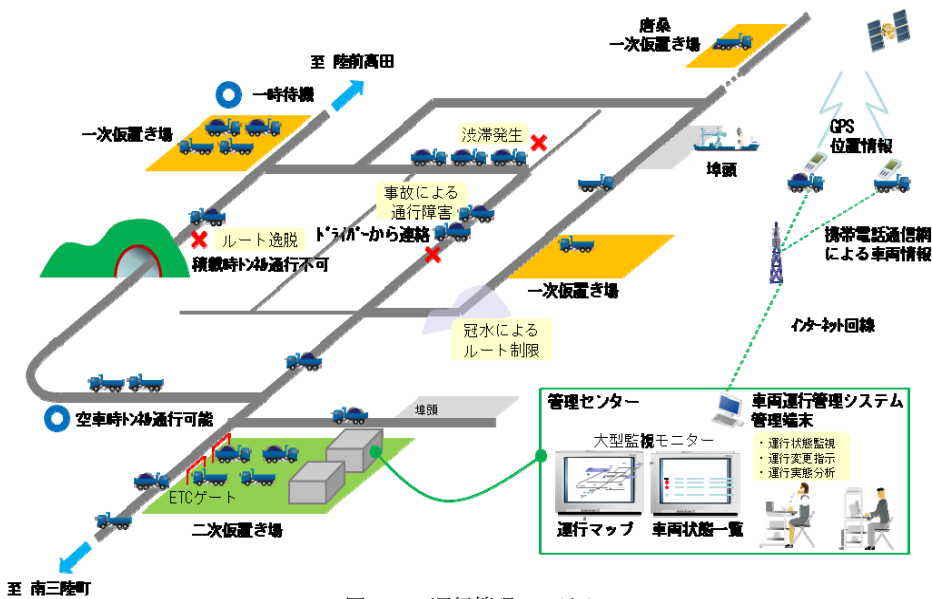 唐桑
一次仮置き場
至 陸前高田
一時待機
一次仮置き場
渋滞発生
GPS
位置情報
埠頭
事故による
通行障害
ﾄﾞﾗｲﾊﾞｰから連絡
ルート逸脱
積載時ﾄﾝﾈﾙ通行不可
携帯電話通信網
による車両情報
一次仮置き場
冠水による
ルート制限
ｲﾝﾀｰﾈｯﾄ回線
空車時ﾄﾝﾈﾙ通行可能
埠頭
管理センター
車両運行管理システム
管理端末
大型監視モニター
・運行状態監視
・運行変更指示
・運行実態分析
ETCゲート
二次仮置き場
運行マップ
車両状態一覧
至 南三陸町